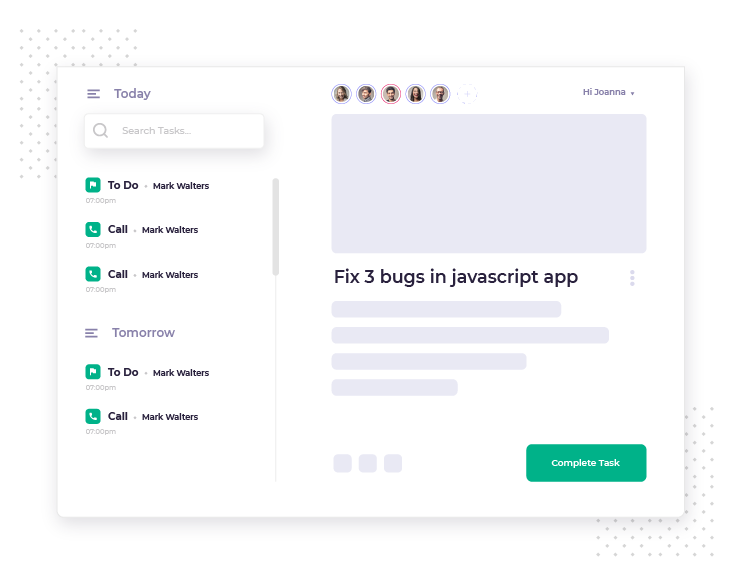 Today
Search Tasks...
To Do • Mark Walters
07:00pm
Call • Mark Walters
07:00pm
Call • Mark Walters
07:00pm
Tomorrow
To Do • Mark Walters
07:00pm
Call • Mark Walters
07:00pm
Hi Joanna
Fix 3 bugs in javascript app
Complete Task